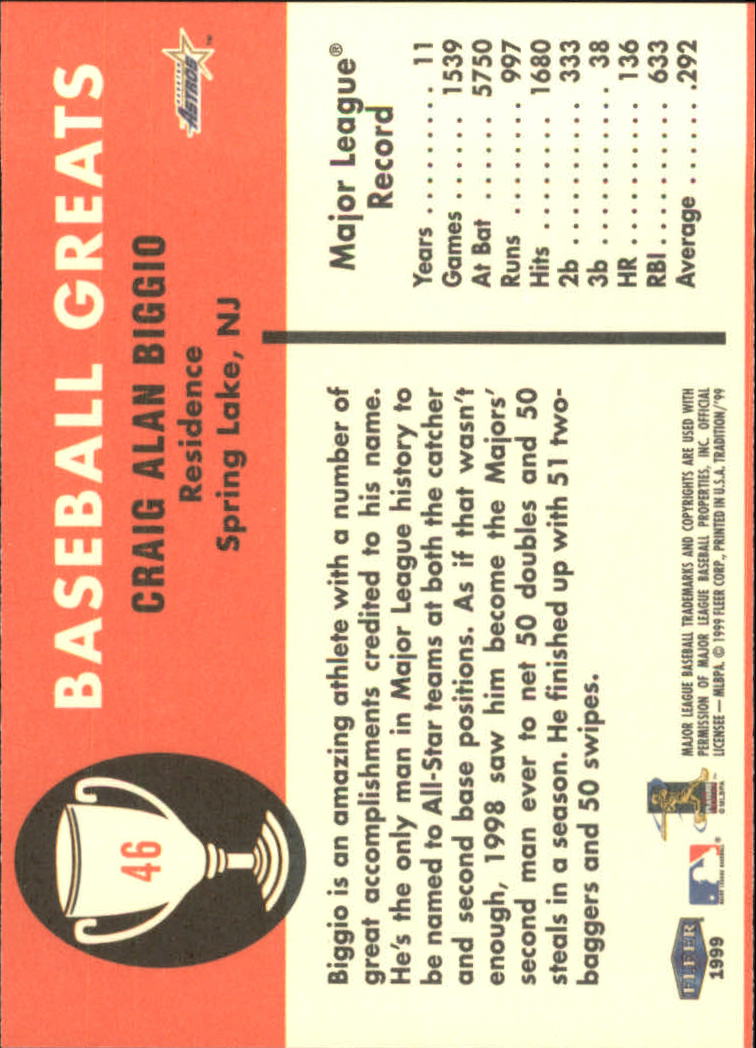 46
BASEBALL GREATS
CRAIG ALAN BIGGIO
Residence
Spring Lake, NJ
ASTROS
™
Biggio is an amazing athlete with a number of
great accomplishments credited to his name.
He's the only man in Major League history to
be named to All-Star teams at both the catcher
and second base positions. As if that wasn't
enough, 1998 saw him become the Majors'
second man ever to net 50 doubles and 50
steals in a season. He finished up with 51 two-
baggers and 50 swipes.
Major League®
Record
Years . . . . . . . . . . 11
Games . . . . . . 1539
At Bat . . . . . . 5750
Runs . . . . . . . . 997
Hits . . . . . . . . 1680
2b . . . . . . . . . . 333
3b . . . . . . . . . . . 38
HR . . . . . . . . . . 136
RBI . . . . . . . . . . 633
Average . . . . . .292
FLEER
1999
MAJOR LEAGUE BASEBALL
®
™
© MLBPA
MAJOR LEAGUE BASEBALL TRADEMARKS AND COPYRIGHTS ARE USED WITH
PERMISSION OF MAJOR LEAGUE BASEBALL PROPERTIES, INC. OFFICIAL
LICENSEE — MLBPA. © 1999 FLEER CORP., PRINTED IN U.S.A. TRADITION/'99